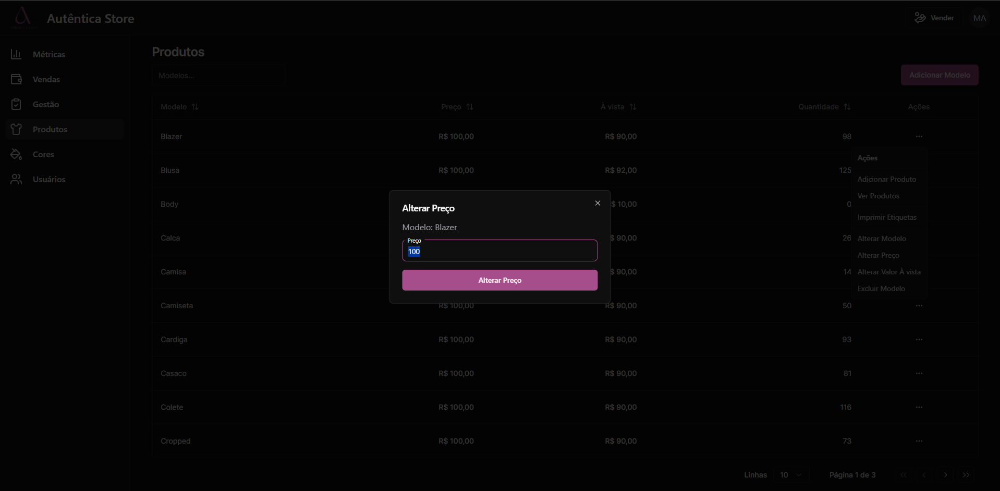 Autêntica Store
Vender
MA
Métricas
Vendas
Gestão
Produtos
Cores
Usuários
Produtos
Modelos...
Adicionar Modelo
Modelo Preço À vista Quantidade Ações
Blazer R$ 100,00 R$ 90,00 98
Blusa R$ 100,00 R$ 92,00 125
Body $ 10,00 0
Calca $ 90,00 26
Camisa $ 90,00 14
Camiseta R$ 100,00 R$ 90,00 50
Cardiga R$ 100,00 R$ 90,00 93
Casaco R$ 100,00 R$ 90,00 81
Colete R$ 100,00 R$ 90,00 116
Cropped R$ 100,00 R$ 90,00 73
Ações
Adicionar Produto
Ver Produtos
Imprimir Etiquetas
Alterar Modelo
Alterar Preço
Alterar Valor À vista
Excluir Modelo
Alterar Preço
Modelo: Blazer
Preço
100
Alterar Preço
Linhas 10 Página 1 de 3